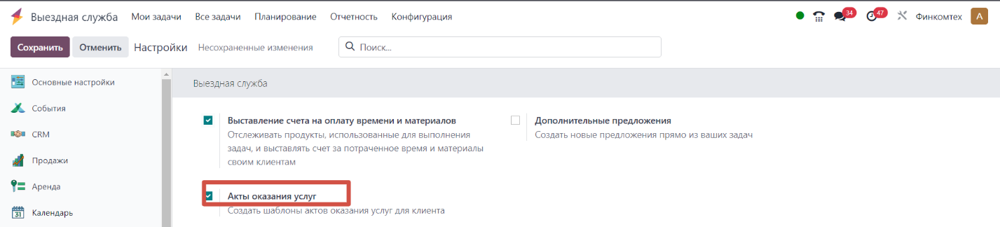 Выездная служба Мои задачи Все задачи Планирование Отчетность Конфигурация 34 47 Финкомтех А
Сохранить Отменить Настройки Несохраненные изменения Поиск...
Основные настройки
События
CRM
Продажи
Аренда
Календарь
31
Выездная служба
Выставление счета на оплату времени и материалов
Отслеживать продукты, использованные для выполнения
задач, и выставлять счет за потраченное время и материалы
своим клиентам
Дополнительные предложения
Создать новые предложения прямо из ваших задач
Акты оказания услуг
Создать шаблоны актов оказания услуг для клиента